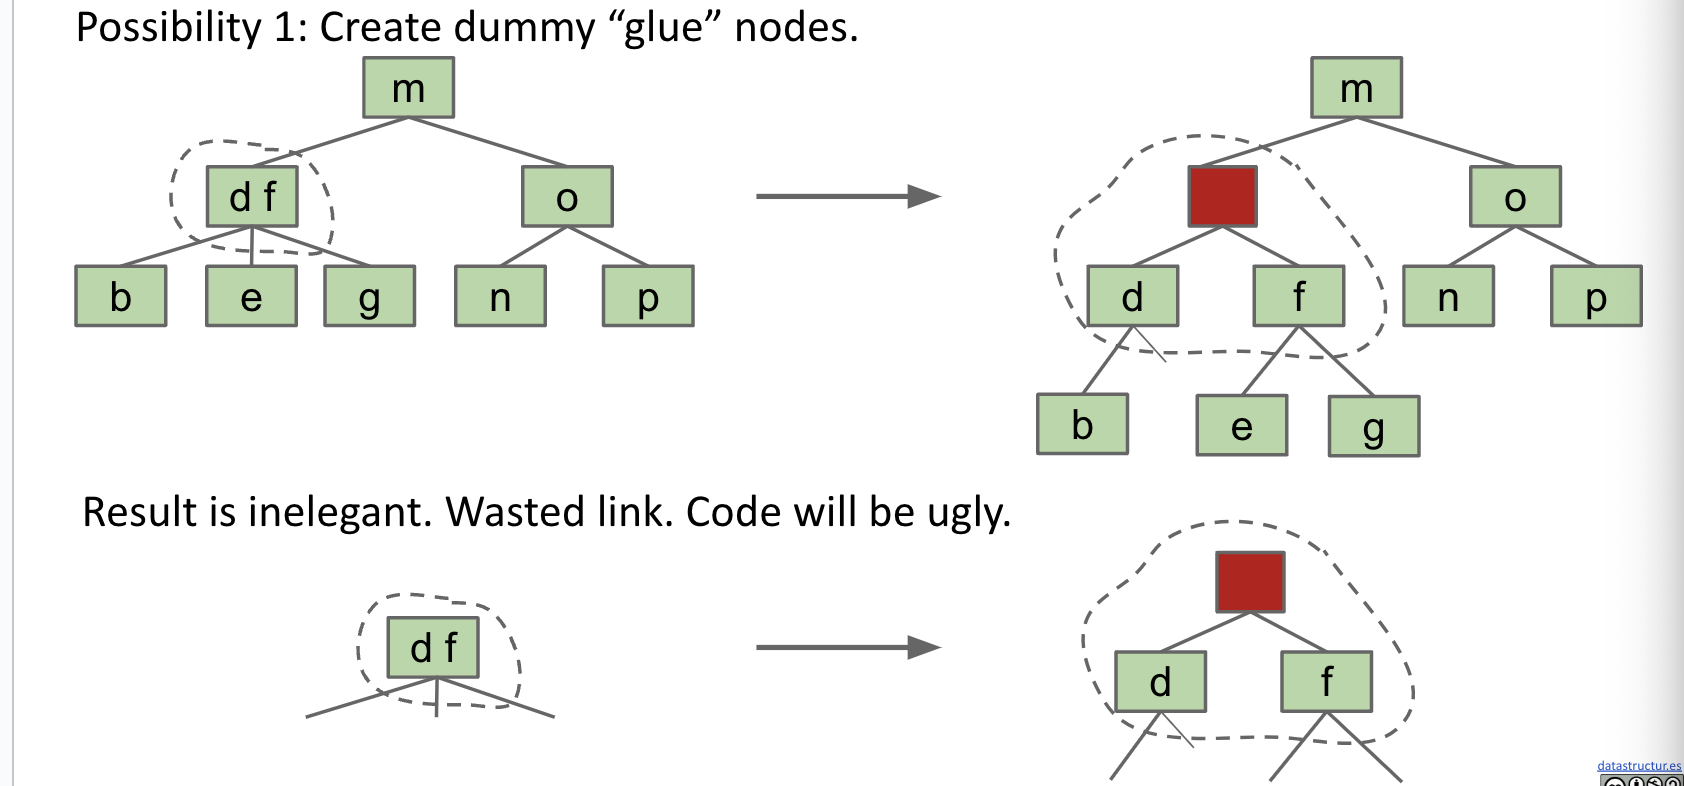 Possibility 1: Create dummy “glue” nodes.
m
m
d f
o
o
b
e
g
n
p
d
f
n
p
b
e
g
Result is inelegant. Wasted link. Code will be ugly.
d f
d
f
datastructur.es